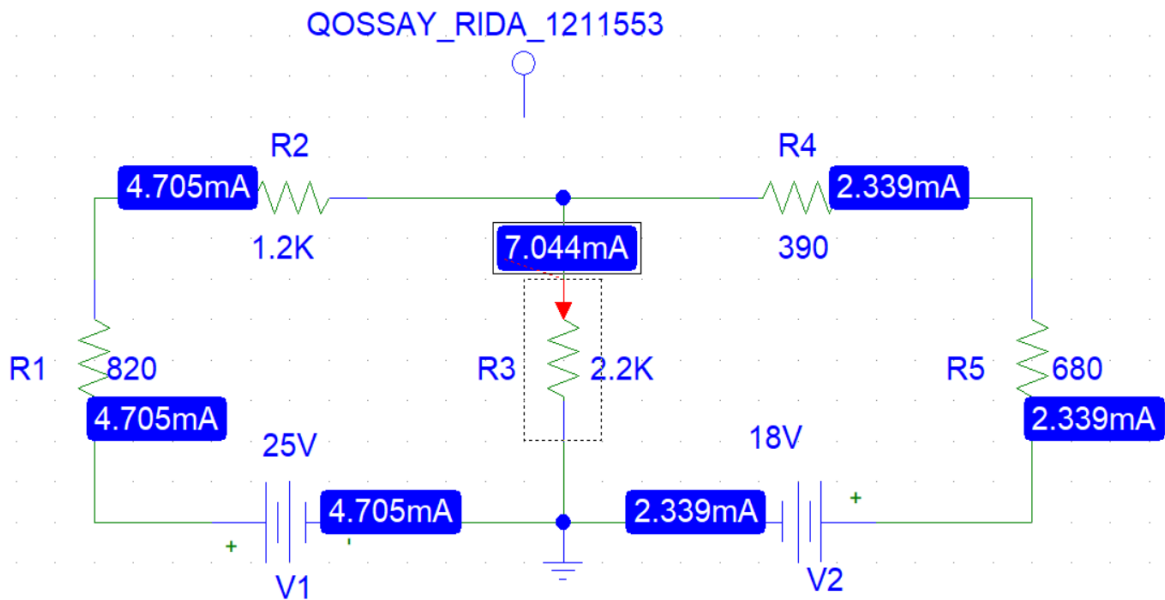 QOSSAY_RIDA_1211553
R2
R4
4.705mA
2.339mA
1.2K
7.044mA
390
R1
820
R3
2.2K
R5
680
4.705mA
2.339mA
25V
18V
4.705mA
2.339mA
+
+
V1
V2